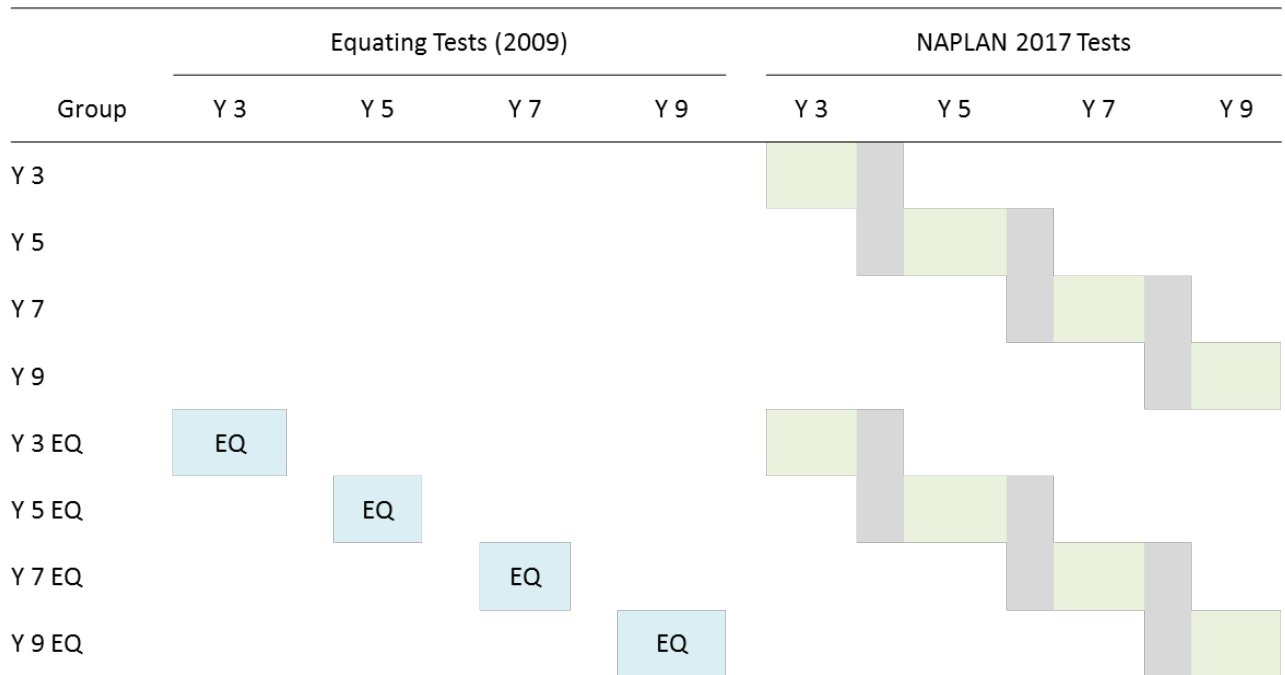 Equating Tests (2009) NAPLAN 2017 Tests
Group Y 3 Y 5 Y 7 Y 9 Y 3 Y 5 Y 7 Y 9
Y 3
Y 5
Y 7
Y 9
Y 3 EQ EQ
Y 5 EQ EQ
Y 7 EQ EQ
Y 9 EQ EQ